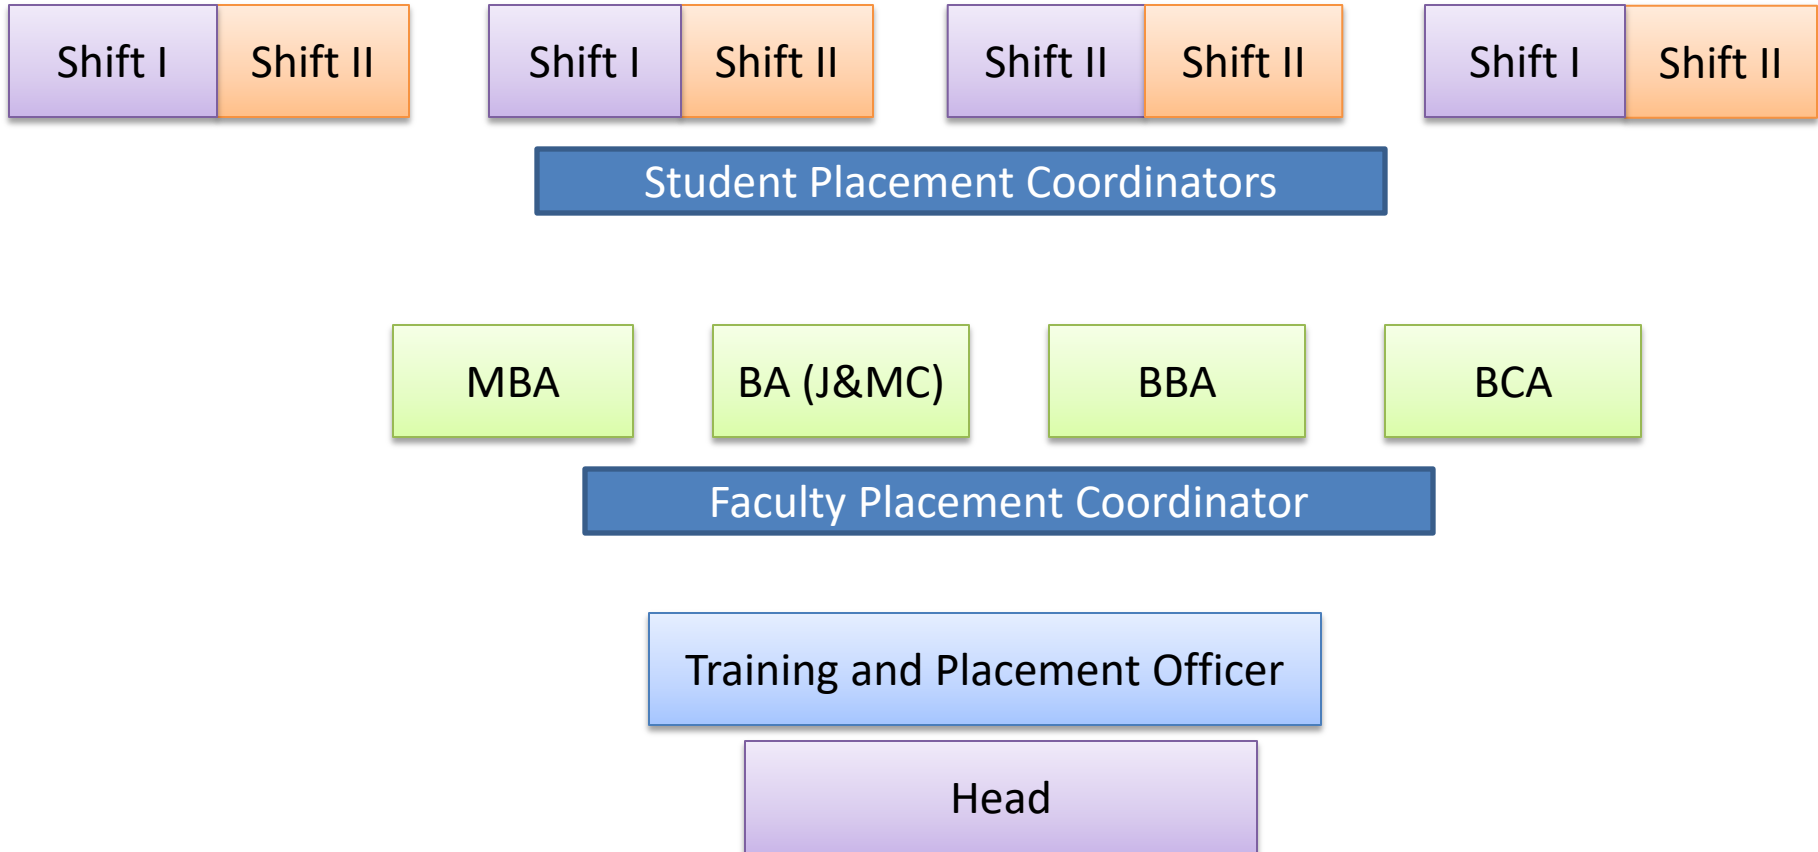 Shift I Shift II Shift I Shift II Shift II Shift II Shift I Shift II
Student Placement Coordinators
MBA BA (J&MC) BBA BCA
Faculty Placement Coordinator
Training and Placement Officer
Head